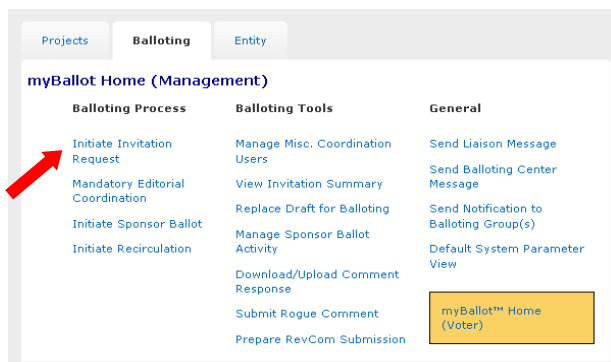 Projects
Balloting
Entity
myBallot Home (Management)
Balloting Process
Initiate Invitation
Request
Mandatory Editorial
Coordination
Initiate Sponsor Ballot
Initiate Recirculation
Balloting Tools
Manage Misc. Coordination
Users
View Invitation Summary
Replace Draft for Balloting
Manage Sponsor Ballot
Activity
Download/Upload Comment
Response
Submit Rogue Comment
Prepare RevCom Submission
General
Send Liaison Message
Send Balloting Center
Message
Send Notification to
Balloting Group(s)
Default System Parameter
View
myBallot™ Home
(Voter)